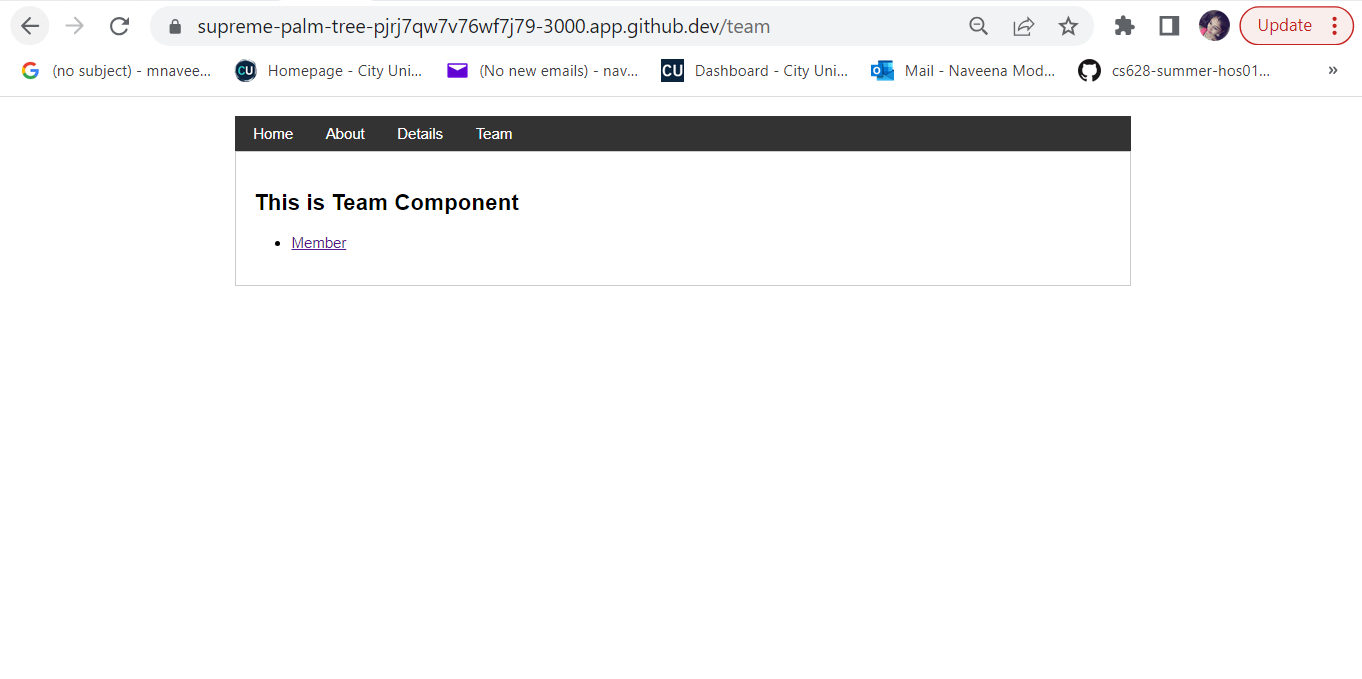 supreme-palm-tree-pjrj7qw7v76wf7j79-3000.app.github.dev/team
Update
(no subject) - mnavee...
CU
Homepage - City Uni...
(No new emails) - nav...
CU
Dashboard - City Uni...
Mail - Naveena Mod...
cs628-summer-hos01...
»
Home About Details Team
This is Team Component
• Member